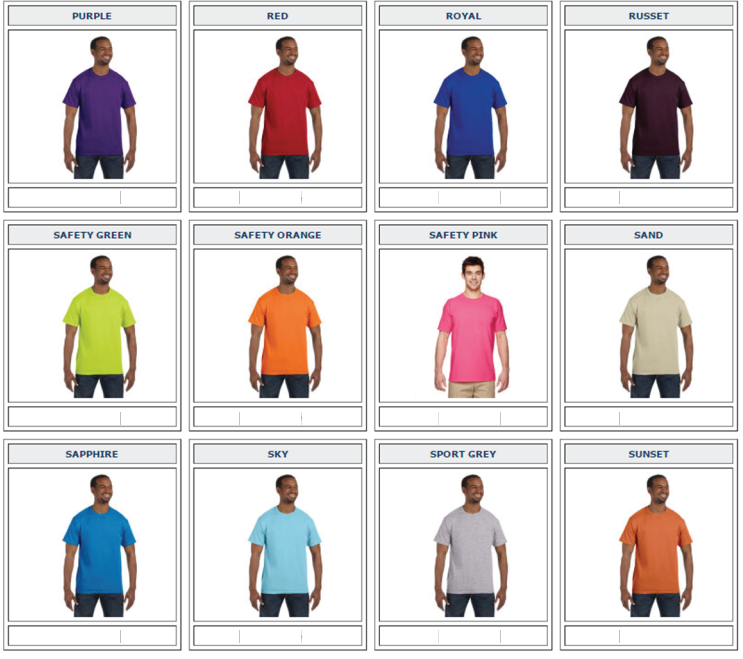 PURPLE
RED
ROYAL
RUSSET
SAFETY GREEN
SAFETY ORANGE
SAFETY PINK
SAND
SAPPHIRE
SKY
SPORT GREY
SUNSET